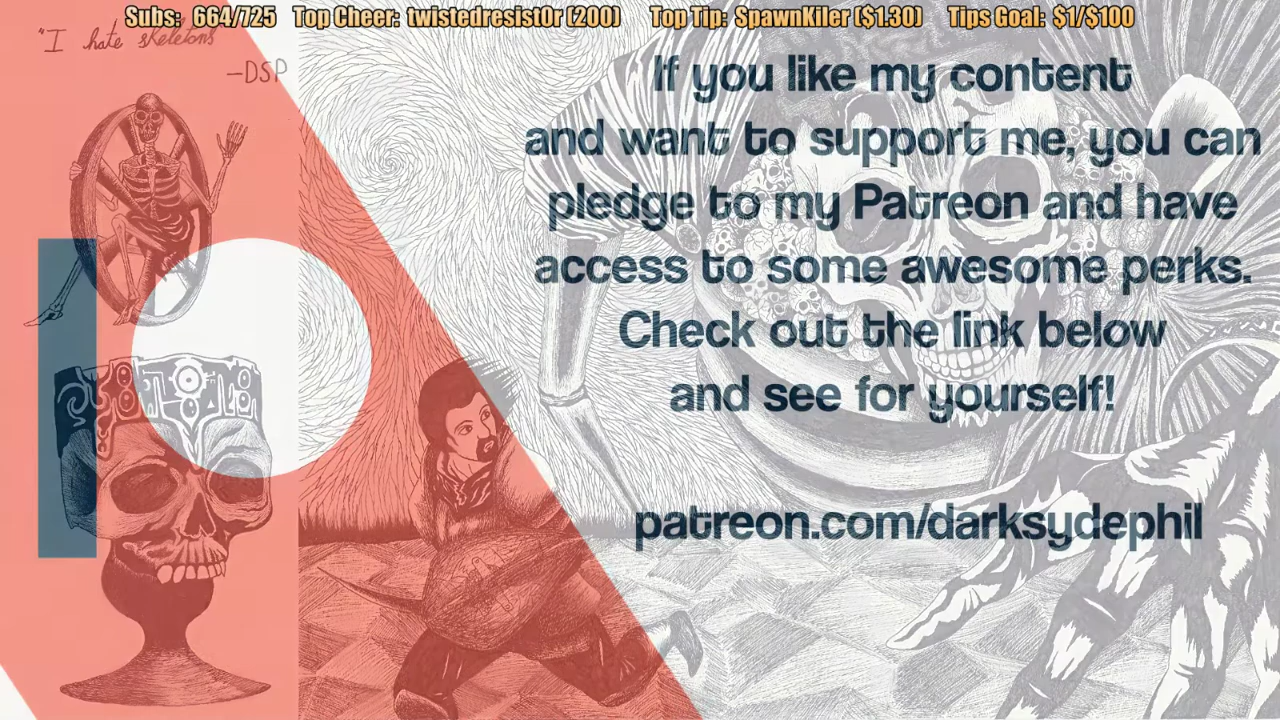 Subs: 664/725 Top Cheer: twistedresist0r (200) Top Tip: SpawnKiler ($1.30) Tips Goal: $1/$100
"I hate skeletons
-DSP
If you like my content
and want to support me, you can
pledge to my Patreon and have
access to some awesome perks.
Check out the link below
and see for yourself!
patreon.com/darksydephil